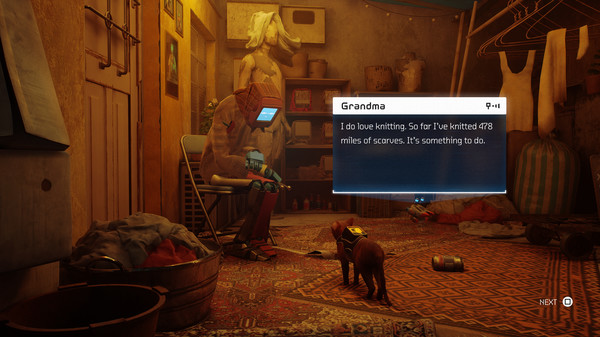 Grandma
I do love knitting. So far I've knitted 478
miles of scarves. It's something to do.
NEXT